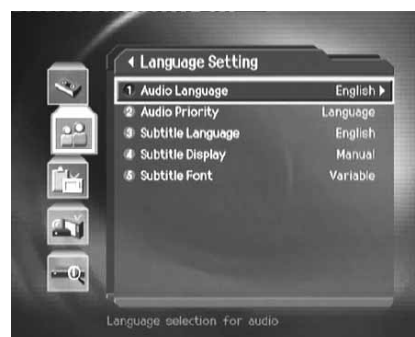 Language Setting
1 Audio Language English
2 Audio Priority Language
3 Subtitle Language English
4 Subtitle Display Manual
5 Subtitle Font Variable
Language selection for audio